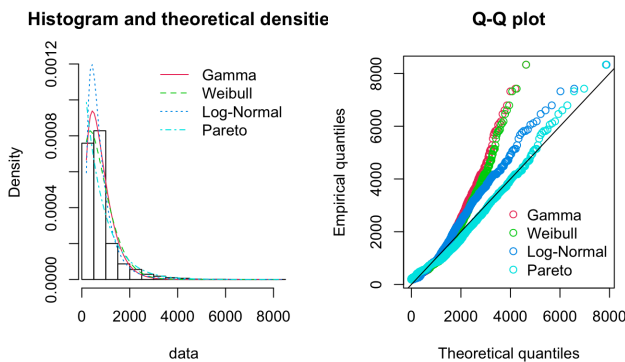 Histogram and theoretical densitie
Density
0.0000 0.0004 0.0008 0.0012
Gamma
Weibull
Log-Normal
Pareto
0 2000 4000 6000 8000
data
Q-Q plot
Empirical quantiles
0 2000 4000 6000 8000
Gamma
Weibull
Log-Normal
Pareto
0 2000 4000 6000 8000
Theoretical quantiles